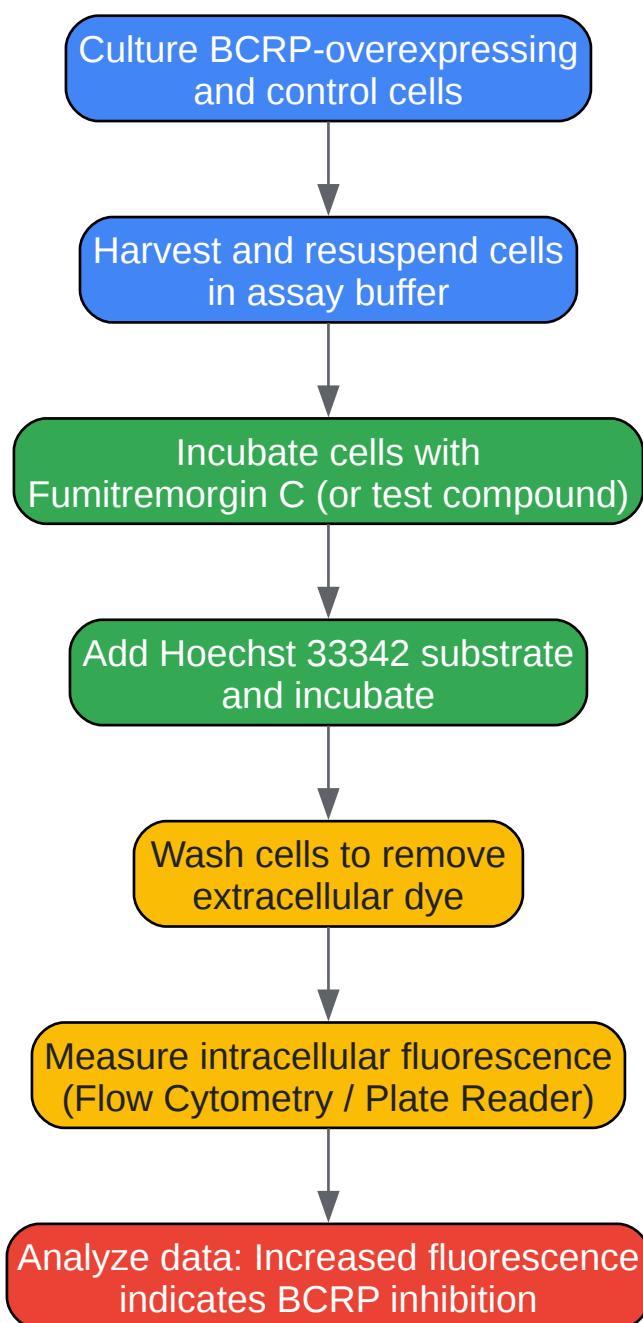 Culture BCRP-overexpressing
and control cells
Harvest and resuspend cells
in assay buffer
Incubate cells with
Fumitremorgin C (or test compound)
Add Hoechst 33342 substrate
and incubate
Wash cells to remove
extracellular dye
Measure intracellular fluorescence
(Flow Cytometry / Plate Reader)
Analyze data: Increased fluorescence
indicates BCRP inhibition